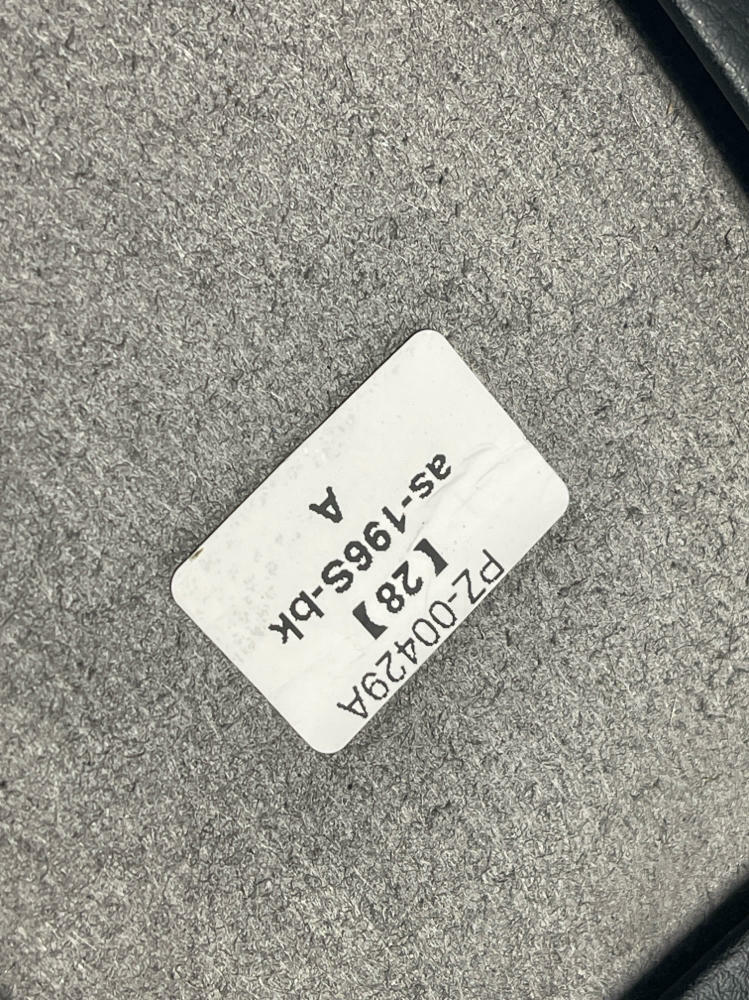 PZ-00429A
【28】
as-196S-bk
A